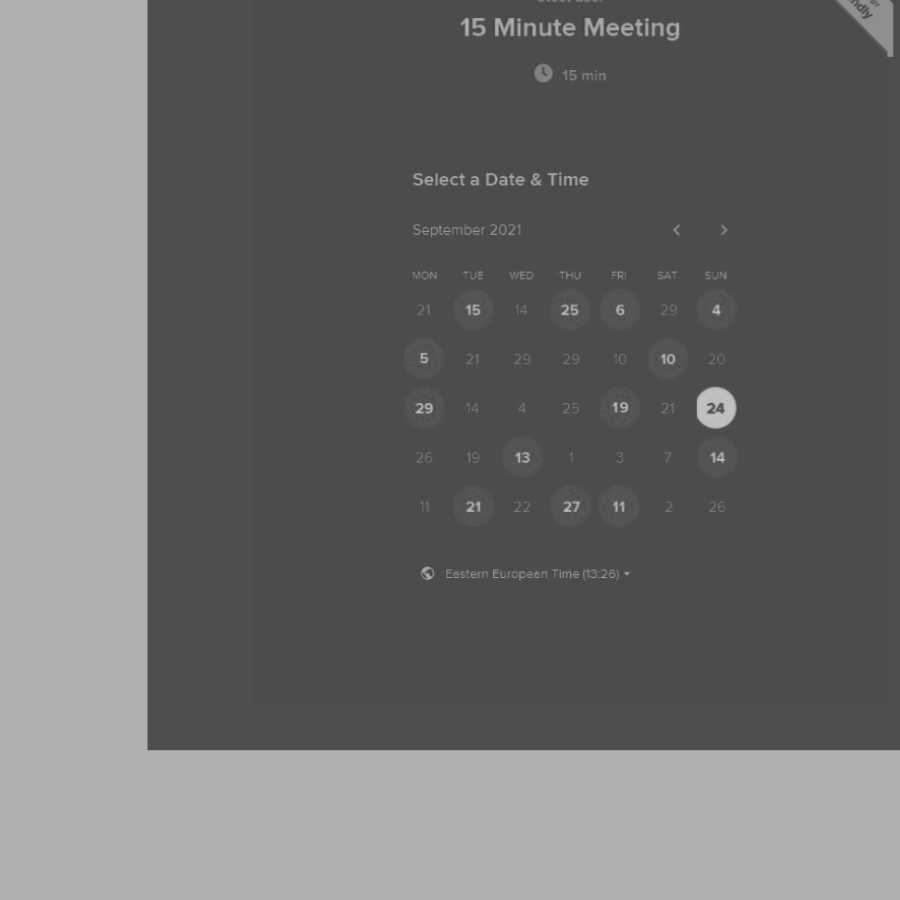 15 Minute Meeting
15 min
Select a Date & Time
September 2021
MON TUE WED THU FRI SAT SUN
21 15 14 25 6 29 4
5 21 29 29 10 10 20
29 14 4 25 19 21 24
26 19 13 1 3 7 14
11 21 22 27 11 2 26
Eastern European Time (13:26)